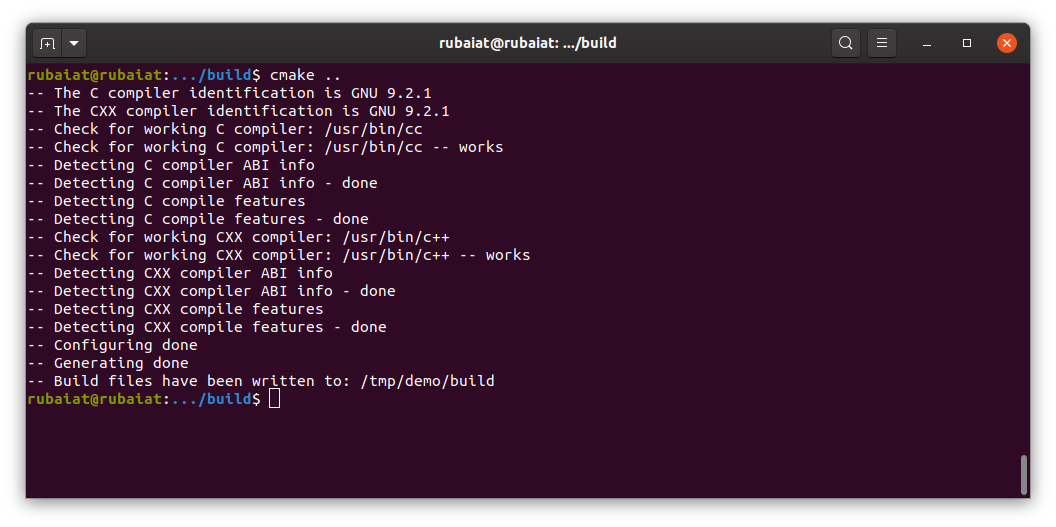 rubaiat@rubaiat: .../build
rubaiat@rubaiat:.../build$ cmake ..
-- The C compiler identification is GNU 9.2.1
-- The CXX compiler identification is GNU 9.2.1
-- Check for working C compiler: /usr/bin/cc
-- Check for working C compiler: /usr/bin/cc -- works
-- Detecting C compiler ABI info
-- Detecting C compiler ABI info - done
-- Detecting C compile features
-- Detecting C compile features - done
-- Check for working CXX compiler: /usr/bin/c++
-- Check for working CXX compiler: /usr/bin/c++ -- works
-- Detecting CXX compiler ABI info
-- Detecting CXX compiler ABI info - done
-- Detecting CXX compile features
-- Detecting CXX compile features - done
-- Configuring done
-- Generating done
-- Build files have been written to: /tmp/demo/build
rubaiat@rubaiat:.../build$